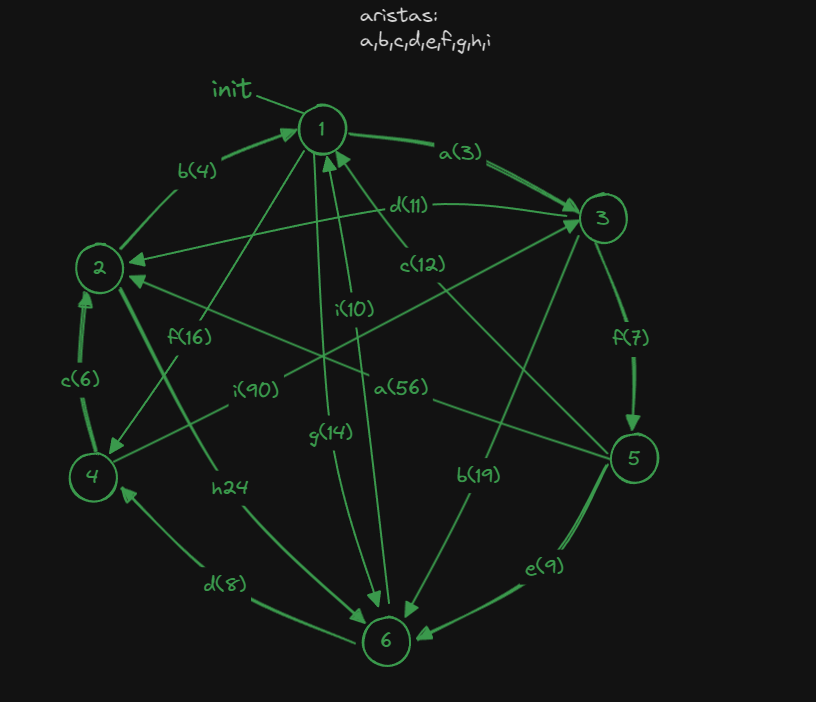 aristas:
a,b,c,d,e,f,g,h,i
init
1
a(3)
b(4)
d(11)
3
2
c(12)
i(10)
f(16)
f(7)
c(6)
i(90)
a(56)
g(14)
5
4
b(19)
h24
e(9)
d(8)
6